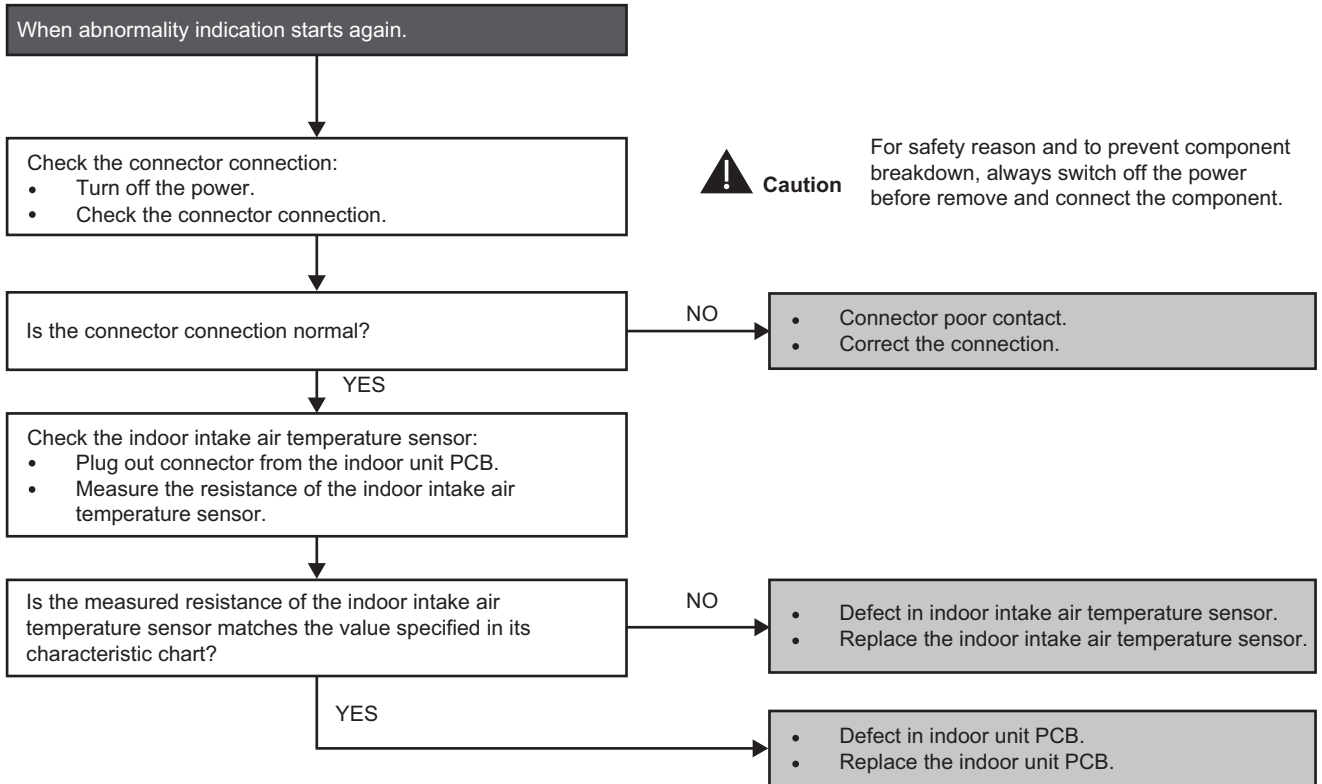 When abnormality indication starts again.
Check the connector connection:
• Turn off the power.
• Check the connector connection.
Caution
For safety reason and to prevent component
breakdown, always switch off the power
before remove and connect the component.
Is the connector connection normal?
NO
• Connector poor contact.
• Correct the connection.
YES
Check the indoor intake air temperature sensor:
• Plug out connector from the indoor unit PCB.
• Measure the resistance of the indoor intake air
temperature sensor.
Is the measured resistance of the indoor intake air
temperature sensor matches the value specified in its
characteristic chart?
NO
• Defect in indoor intake air temperature sensor.
• Replace the indoor intake air temperature sensor.
YES
• Defect in indoor unit PCB.
• Replace the indoor unit PCB.